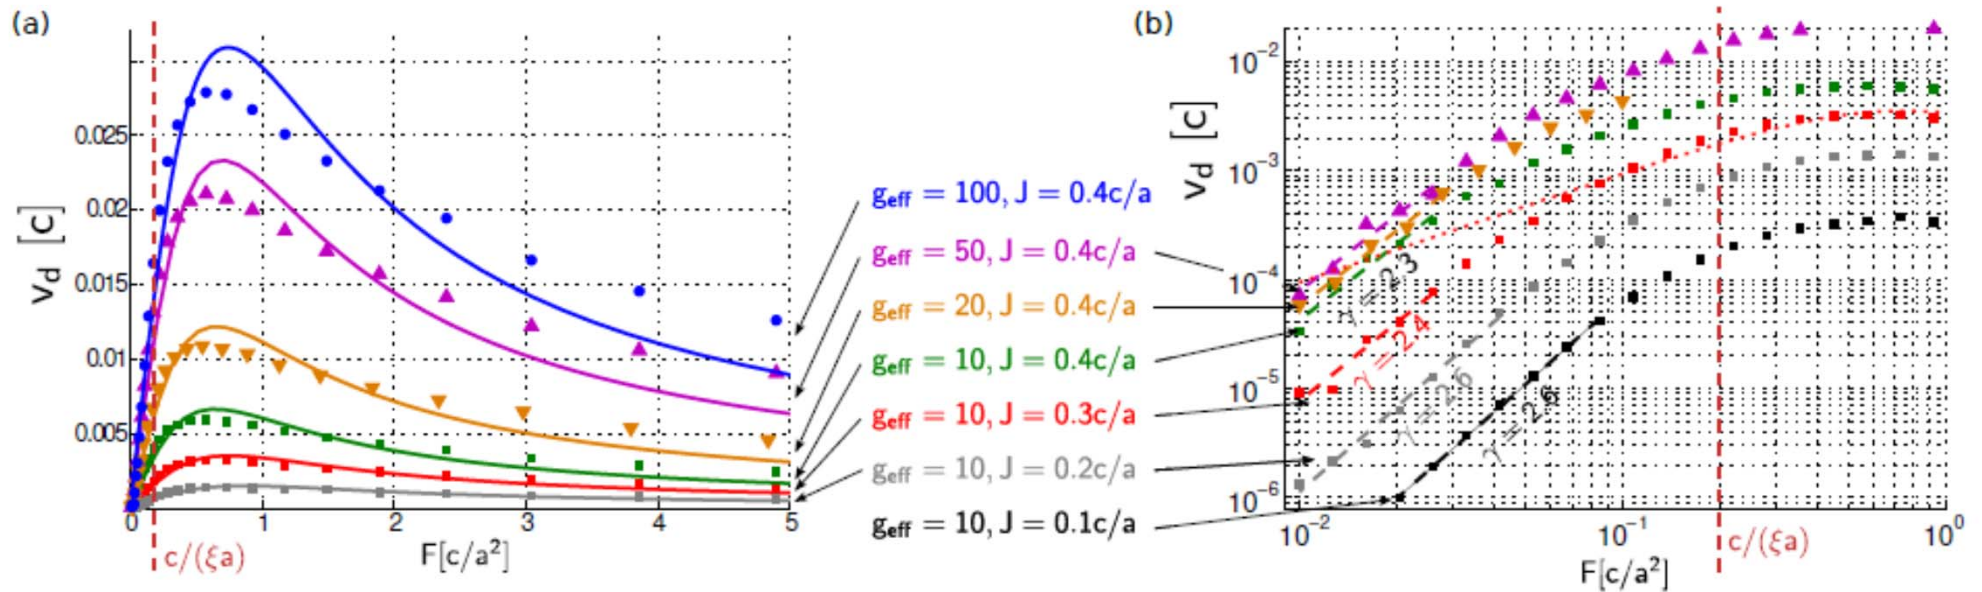 (a)
0.025
0.02
0.015
0.010
0.005
0 1 2 3 4 5
v_d [c]
F[c/a²]
c/(ξa)
g_eff = 100, J = 0.4c/a
g_eff = 50, J = 0.4c/a
g_eff = 20, J = 0.4c/a
g_eff = 10, J = 0.4c/a
g_eff = 10, J = 0.3c/a
g_eff = 10, J = 0.2c/a
g_eff = 10, J = 0.1c/a
(b)
10⁻²
10⁻³
10⁻⁴
10⁻⁵
10⁻⁶
v_d [c]
γ = 2.3
γ = 2.4
γ = 2.6
γ = 2.6
10⁻² 10⁻¹ 10⁰
c/(ξa)
F[c/a²]